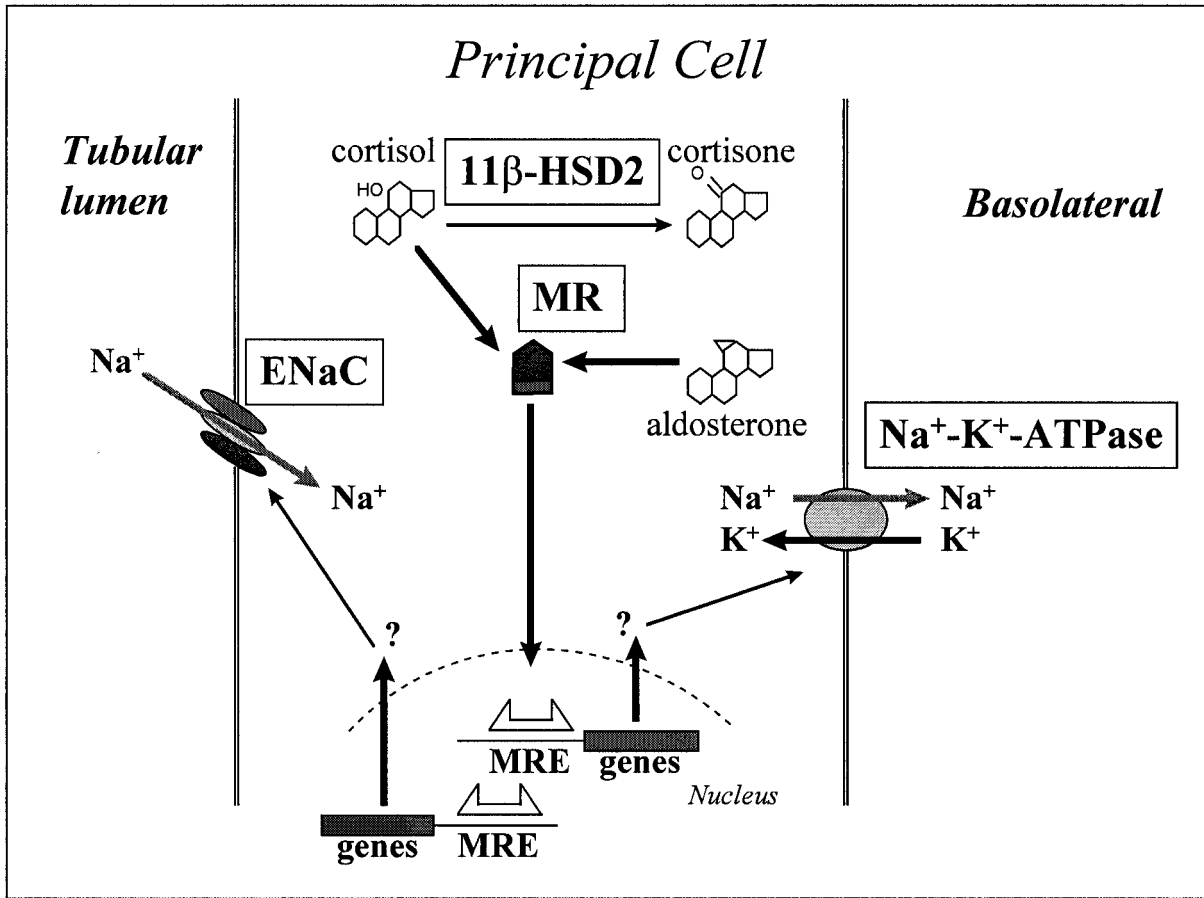 Principal Cell
Tubular
lumen
cortisol
11β-HSD2
cortisone
HO
O
Basolateral
MR
Na⁺
ENaC
aldosterone
Na⁺-K⁺-ATPase
Na⁺
Na⁺
Na⁺
K⁺
K⁺
?
?
MRE
genes
Nucleus
genes
MRE